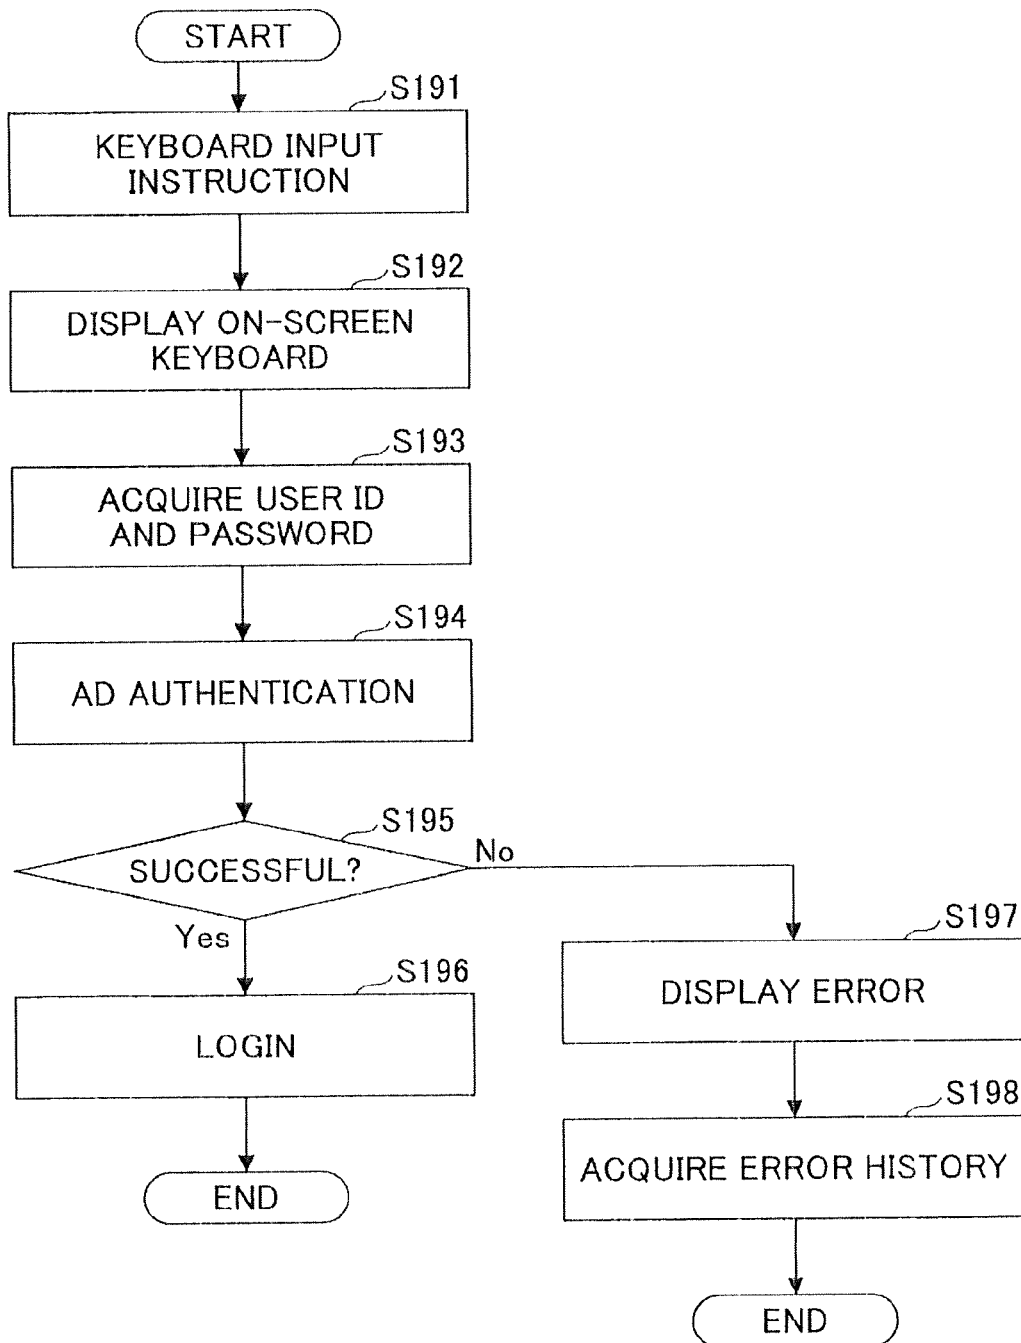 START
S191
KEYBOARD INPUT
INSTRUCTION
S192
DISPLAY ON-SCREEN
KEYBOARD
S193
ACQUIRE USER ID
AND PASSWORD
S194
AD AUTHENTICATION
S195
SUCCESSFUL?
No
Yes
S196
LOGIN
END
S197
DISPLAY ERROR
S198
ACQUIRE ERROR HISTORY
END